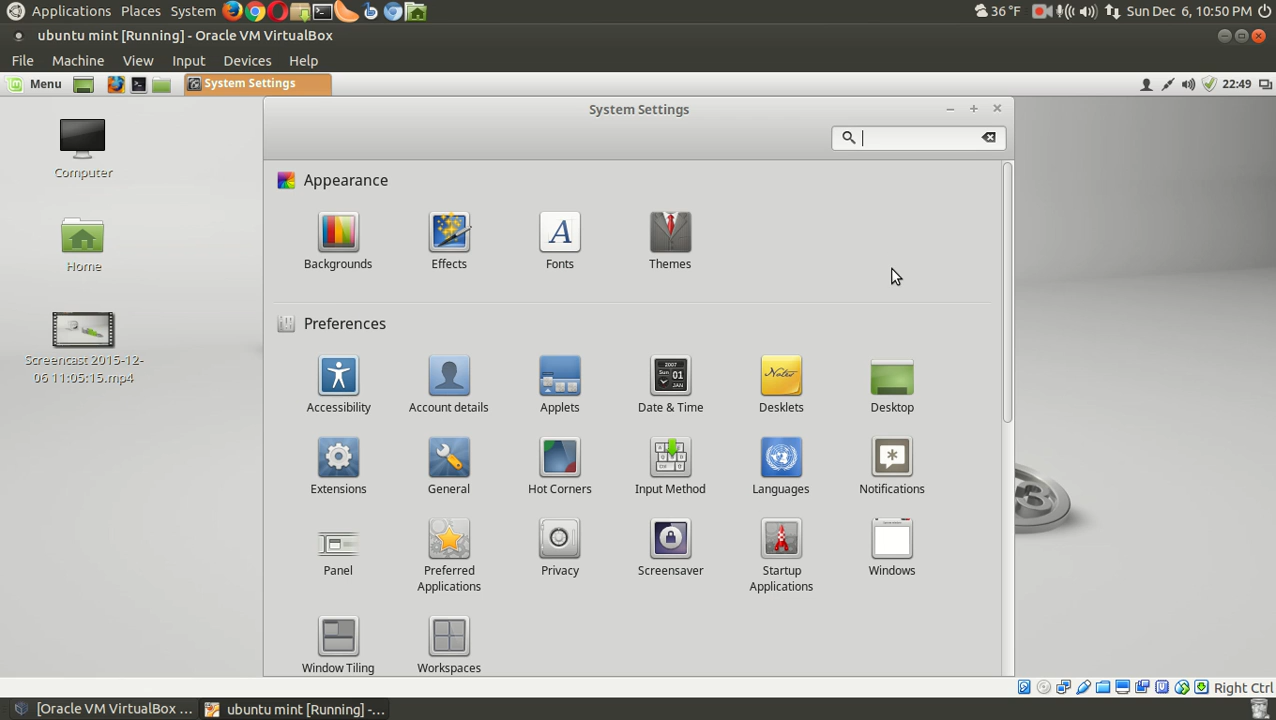 Applications Places System 36 °F Sun Dec 6, 10:50 PM
ubuntu mint [Running] - Oracle VM VirtualBox
File Machine View Input Devices Help
Menu System Settings 22:49
System Settings
Computer
Home
Screencast 2015-12-
06 11:05:15.mp4
Appearance
Backgrounds Effects Fonts Themes
Preferences
Accessibility Account details Applets Date & Time Desklets Desktop
Extensions General Hot Corners Input Method Languages Notifications
Panel Preferred Privacy Screensaver Startup Windows
Applications Applications
Window Tiling Workspaces
Right Ctrl
[Oracle VM VirtualBox ... ubuntu mint [Running] -...